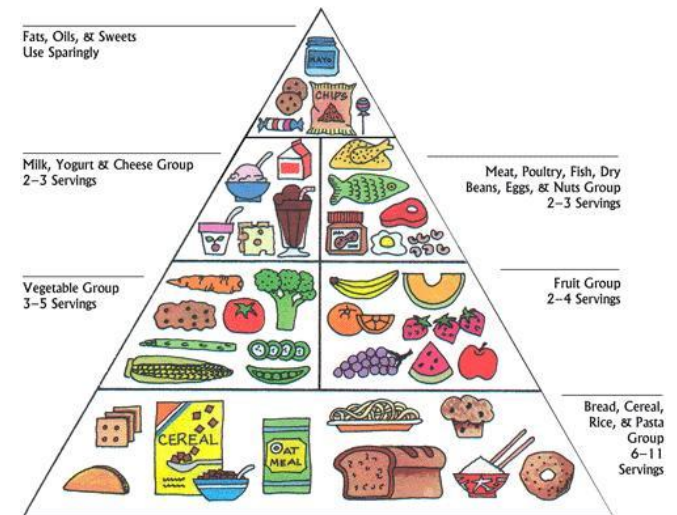 Fats, Oils, & Sweets
Use Sparingly
MAYO
CHIPS
Milk, Yogurt & Cheese Group
2–3 Servings
Meat, Poultry, Fish, Dry
Beans, Eggs, & Nuts Group
2–3 Servings
Vegetable Group
3–5 Servings
Fruit Group
2–4 Servings
Bread, Cereal,
Rice, & Pasta
Group
6–11
Servings
CEREAL
OAT
MEAL